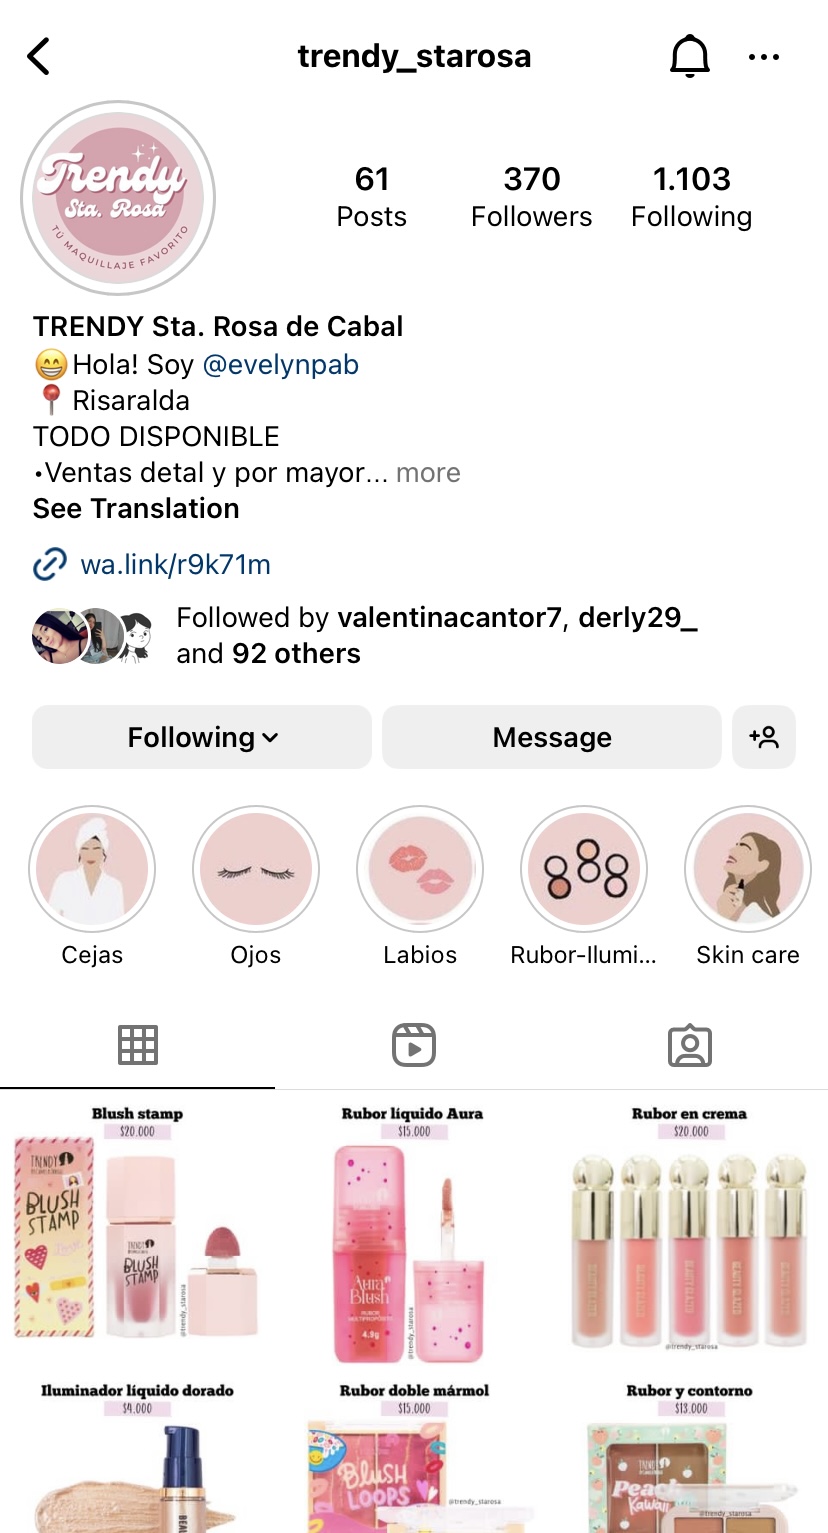 trendy_starosa
Trendy
Sta. Rosa
TÚ MAQUILLAJE FAVORITO
61
Posts
370
Followers
1.103
Following
TRENDY Sta. Rosa de Cabal
😁Hola! Soy @evelynpab
📍 Risaralda
TODO DISPONIBLE
•Ventas detal y por mayor... more
See Translation
wa.link/r9k71m
Followed by valentinacantor7, derly29_
and 92 others
Following
Message
Cejas
Ojos
Labios
Rubor-Ilumi...
Skin care
Blush stamp
$20.000
TRENDY
BLUSH
STAMP
TRENDY
BLUSH
STAMP
@trendy_starosa
Rubor líquido Aura
$15.000
Aura
Blush
RUBOR
MULTIPROPÓSITO
4.9g
@trendy_starosa
Rubor en crema
$20.000
BEAUTY GLAZED
@trendy_starosa
Iluminador líquido dorado
$4.000
Rubor doble mármol
$15.000
BLUSH
LOOPS
@trendy_starosa
Rubor y contorno
$13.000
TRENDY
Peach
Kawaii
@trendy_starosa